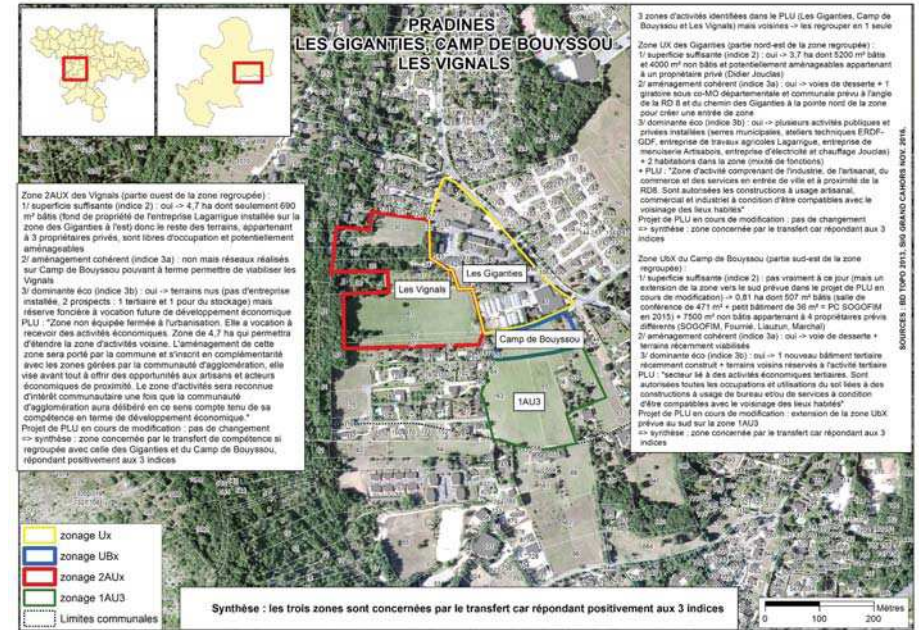 PRADINES
LES GIGANTIES, CAMP DE BOUYSSOU
LES VIGNALS
3 zones d'activités identifiées dans le PLU (Les Giganties, Camp de
Bouyssou et Les Vignals) mais voisines -> les regrouper en 1 seule
Zone UX des Giganties (partie nord-est de la zone regroupée) :
1/ superficie suffisante (indice 2) : oui -> 3,7 ha dont 5200 m² bâtis
et 4000 m² non bâtis et potentiellement aménageables appartenant
à un propriétaire privé (Didier Jouclas)
2/ aménagement cohérent (indice 3a) : oui -> voies de desserte + 1
giratoire sous co-MO départementale et communale prévu à l'angle
de la RD 8 et du chemin des Giganties à la pointe nord de la zone
pour créer une entrée de zone
3/ dominante éco (indice 3b) : oui -> plusieurs activités publiques et
privées installées (serres municipales, ateliers techniques ERDF-
GDF, entreprise de travaux agricoles Lagarrigue, entreprise de
menuiserie Artisabois, entreprise d'électricité et chauffage Jouclas)
+ 2 habitations dans la zone (mixité de fonctions)
+ PLU : "Zone d'activité comprenant de l'industrie, de l'artisanat, du
commerce et des services en entrée de ville et à proximité de la
RD8. Sont autorisées les constructions à usage artisanal,
commercial et industriel à condition d'être compatibles avec le
voisinage des lieux habités"
Projet de PLU en cours de modification : pas de changement
=> synthèse : zone concernée par le transfert car répondant aux 3
indices
Zone UbX du Camp de Bouyssou (partie sud-est de la zone
regroupée) :
1/ superficie suffisante (indice 2) : pas vraiment à ce jour (mais un
extension de la zone vers le sud prévue dans le projet de PLU en
cours de modification) -> 0,81 ha dont 507 m² bâtis (salle de
conférence de 471 m² + petit bâtiment de 36 m² = PC SOGOFIM
en 2015) + 7500 m² non bâtis appartenant à 4 propriétaires privés
différents (SOGOFIM, Fournié, Liauzun, Marchal)
2/ aménagement cohérent (indice 3a) : oui -> voie de desserte +
terrains récemment viabilisés
3/ dominante éco (indice 3b) : oui -> 1 nouveau bâtiment tertiaire
récemment construit + terrains voisins réservés à l'activité tertiaire
PLU : "secteur lié à des activités économiques tertiaires. Sont
autorisées toutes les occupations et utilisations du sol liées à des
constructions à usage de bureau et/ou de services à condition
d'être compatibles avec le voisinage des lieux habités"
Projet de PLU en cours de modification : extension de la zone UbX
prévue au sud sur la zone 1AU3
=> synthèse : zone concernée par le transfert car répondant aux 3
indices
SOURCES : BD TOPO 2013, SIG GRAND CAHORS NOV. 2016.
Zone 2AUX des Vignals (partie ouest de la zone regroupée) :
1/ superficie suffisante (indice 2) : oui -> 4,7 ha dont seulement 690
m² bâtis (fond de propriété de l'entreprise Lagarrigue installée sur la
zone des Giganties à l'est) donc le reste des terrains, appartenant
à 3 propriétaires privés, sont libres d'occupation et potentiellement
aménageables
2/ aménagement cohérent (indice 3a) : non mais réseaux réalisés
sur Camp de Bouyssou pouvant à terme permettre de viabiliser les
Vignals
3/ dominante éco (indice 3b) : oui -> terrains nus (pas d'entreprise
installée, 2 prospects : 1 tertiaire et 1 pour du stockage) mais
réserve foncière à vocation future de développement économique
PLU : "Zone non équipée fermée à l'urbanisation. Elle a vocation à
recevoir des activités économiques. Zone de 4,7 ha qui permettra
d'étendre la zone d'activités voisine. L'aménagement de cette
zone sera porté par la commune et s'inscrit en complémentarité
avec les zones gérées par la communauté d'agglomération, elle
vise avant tout à offrir des opportunités aux artisans et acteurs
économiques de proximité. Le zone d'activités sera reconnue
d'intérêt communautaire une fois que la communauté
d'agglomération aura délibéré en ce sens compte tenu de sa
compétence en terme de développement économique."
Projet de PLU en cours de modification : pas de changement
=> synthèse : zone concernée par le transfert de compétence si
regroupée avec celle des Giganties et du Camp de Bouyssou,
répondant positivement aux 3 indices
Les Giganties
Les Vignals
Camp de Bouyssou
1AU3
zonage Ux
zonage UBx
zonage 2AUx
zonage 1AU3
Limites communales
Synthèse : les trois zones sont concernées par le transfert car répondant positivement aux 3 indices
Mètres
0 100 200